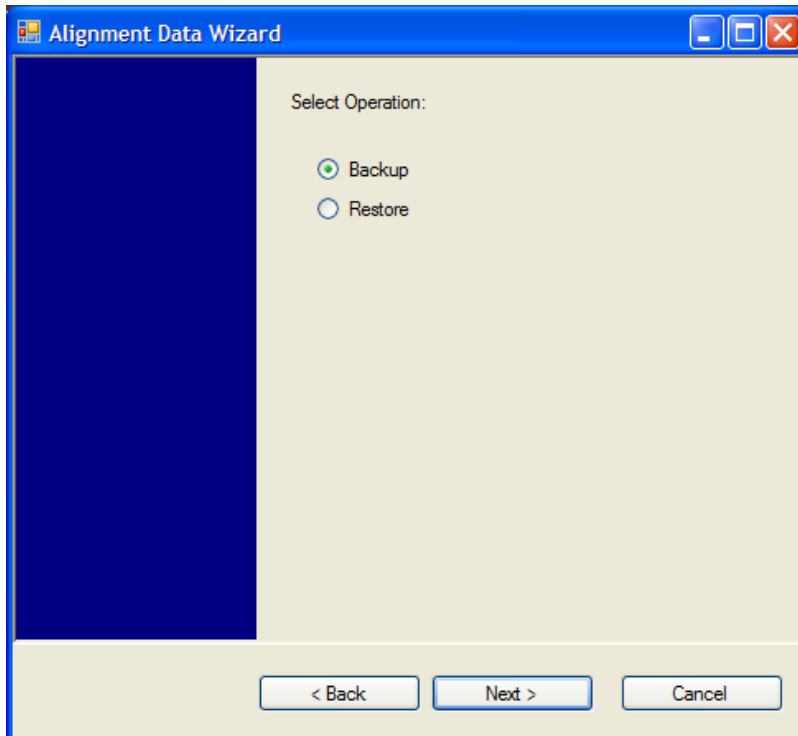 Alignment Data Wizard
Select Operation:
Backup
Restore
< Back Next > Cancel